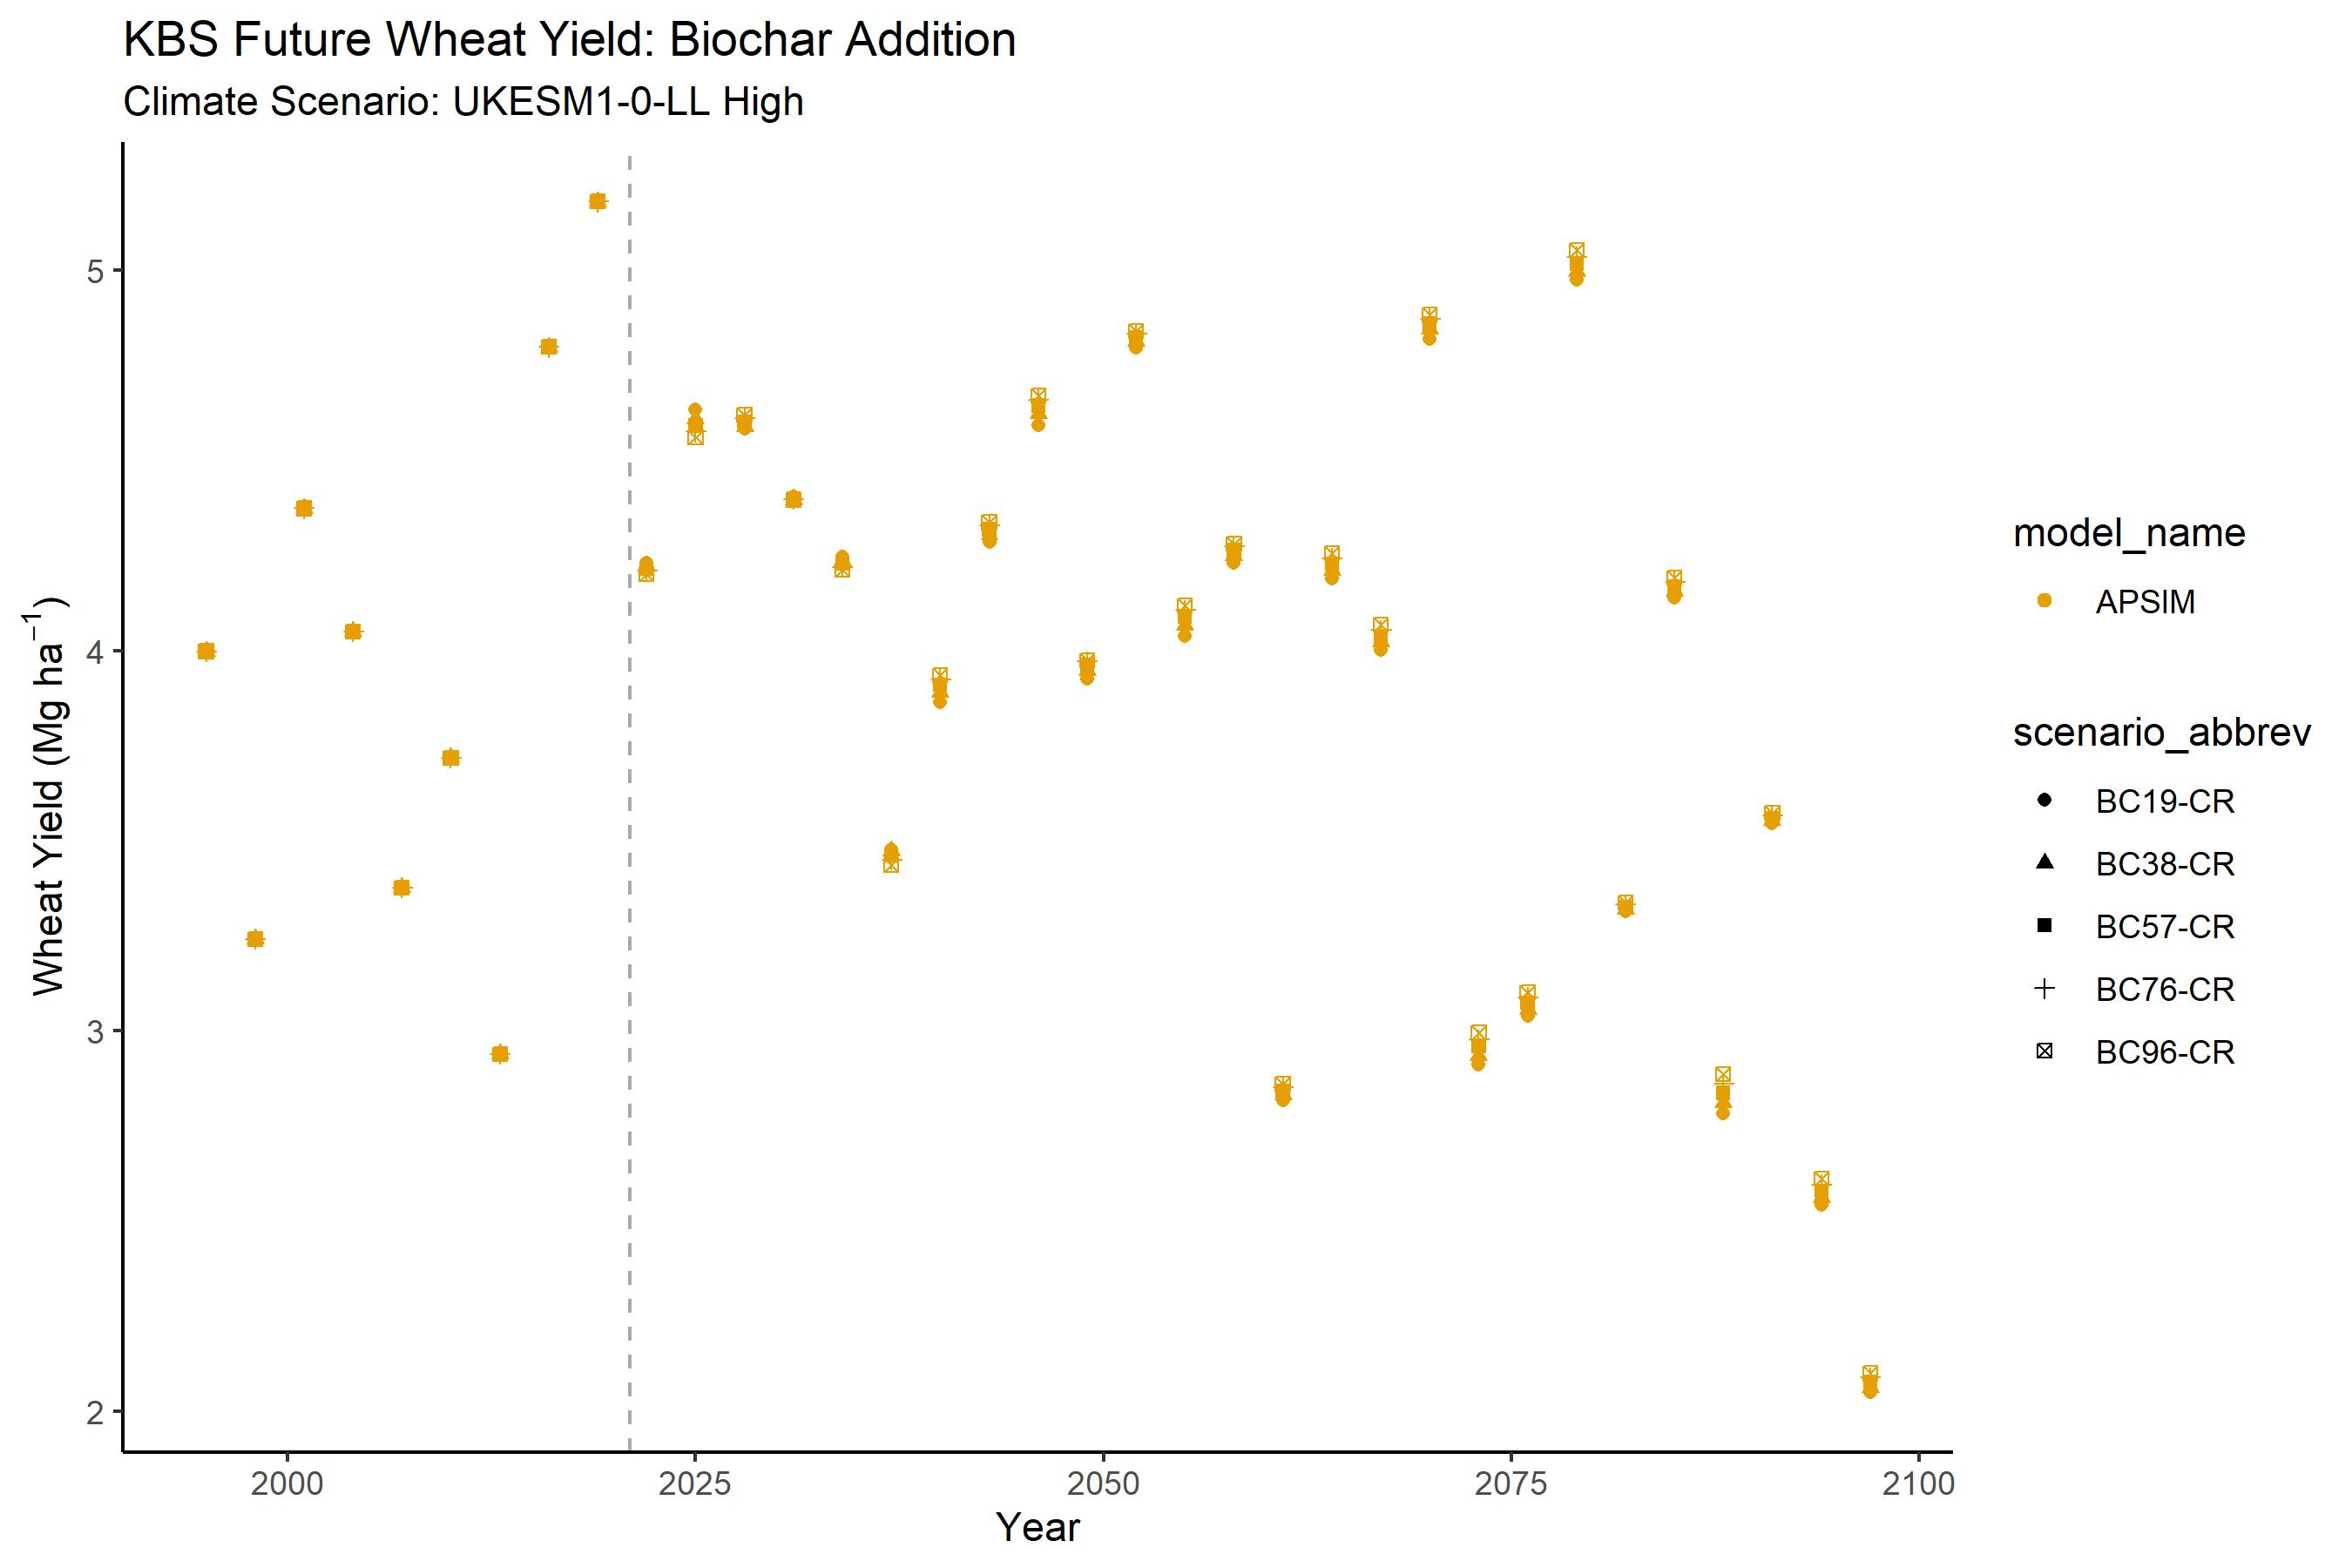 KBS Future Wheat Yield: Biochar Addition
Climate Scenario: UKESM1-0-LL High
Wheat Yield (Mg ha⁻¹)
5
4
3
2
2000
2025
2050
2075
2100
Year
model_name
APSIM
scenario_abbrev
BC19-CR
BC38-CR
BC57-CR
BC76-CR
BC96-CR